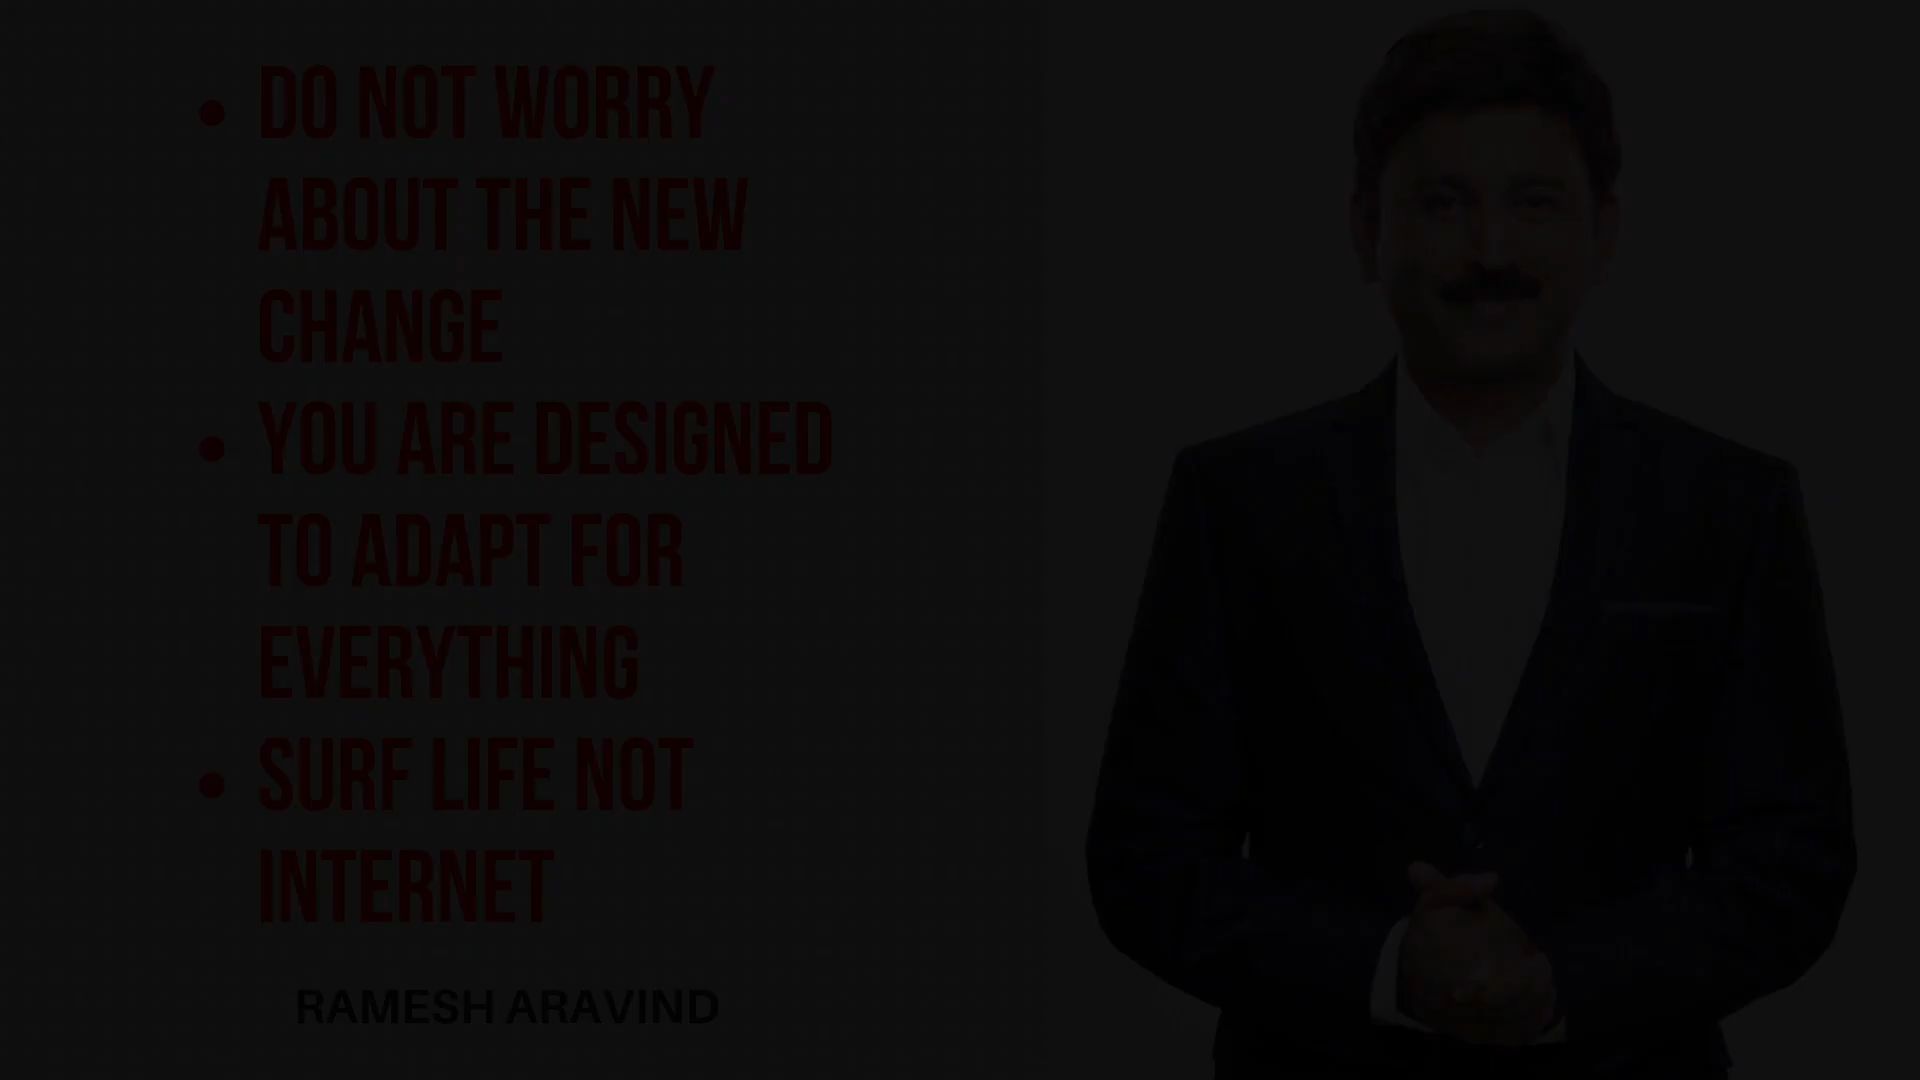 • DO NOT WORRY
ABOUT THE NEW
CHANGE
• YOU ARE DESIGNED
TO ADAPT FOR
EVERYTHING
• SURF LIFE NOT
INTERNET
RAMESH ARAVIND